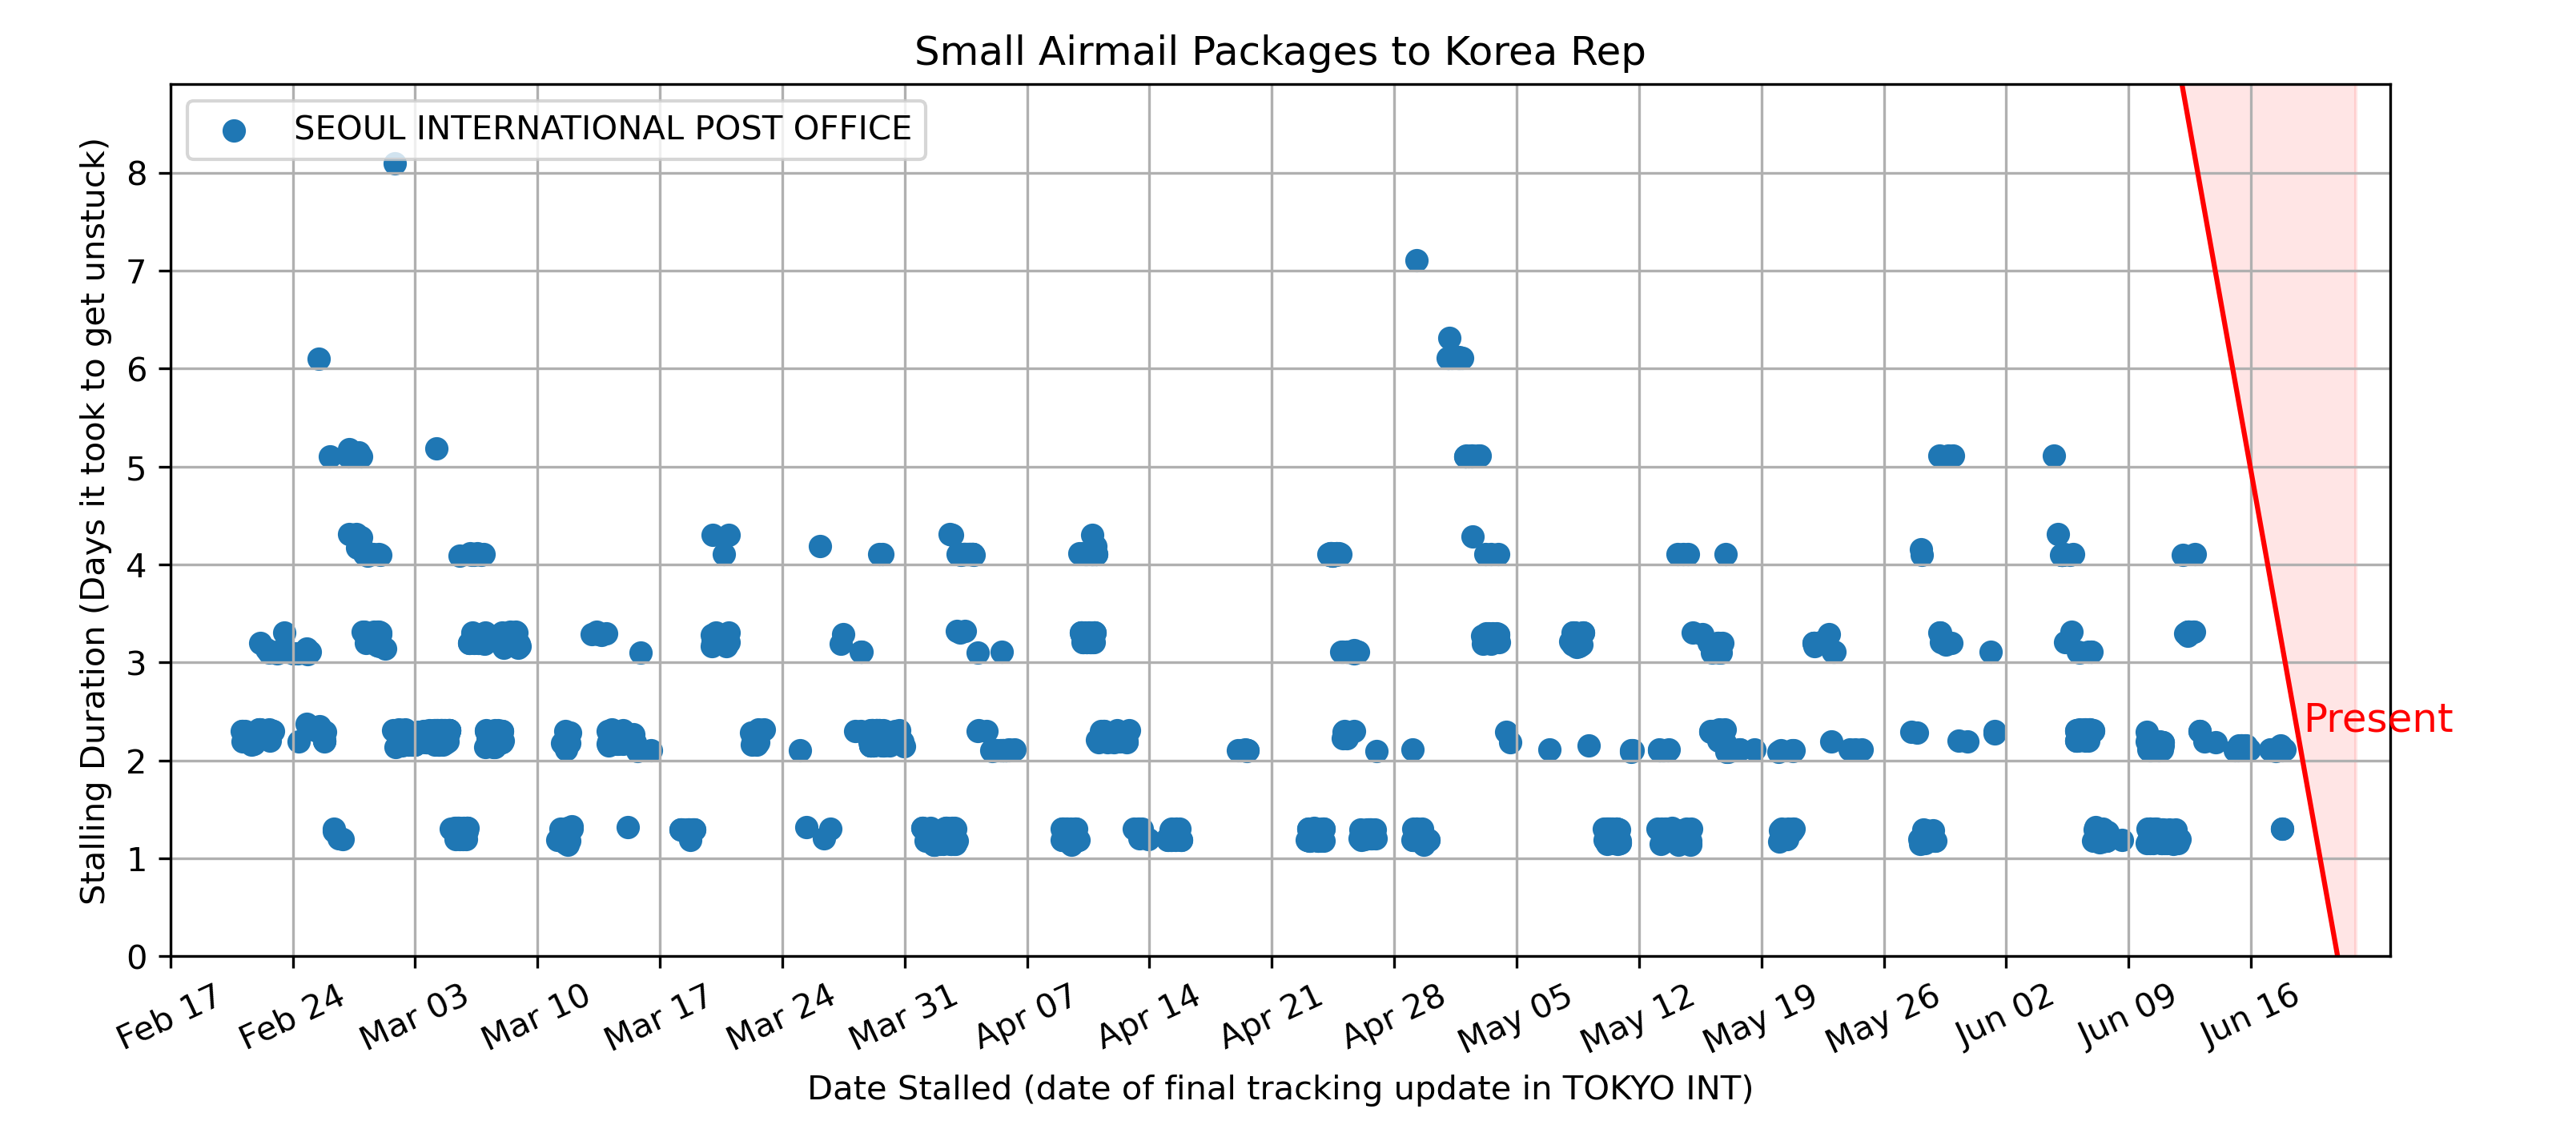 Small Airmail Packages to Korea Rep
SEOUL INTERNATIONAL POST OFFICE
Stalling Duration (Days it took to get unstuck)
8
7
6
5
4
3
2
1
0
Present
Feb 17
Feb 24
Mar 03
Mar 10
Mar 17
Mar 24
Mar 31
Apr 07
Apr 14
Apr 21
Apr 28
May 05
May 12
May 19
May 26
Jun 02
Jun 09
Jun 16
Date Stalled (date of final tracking update in TOKYO INT)